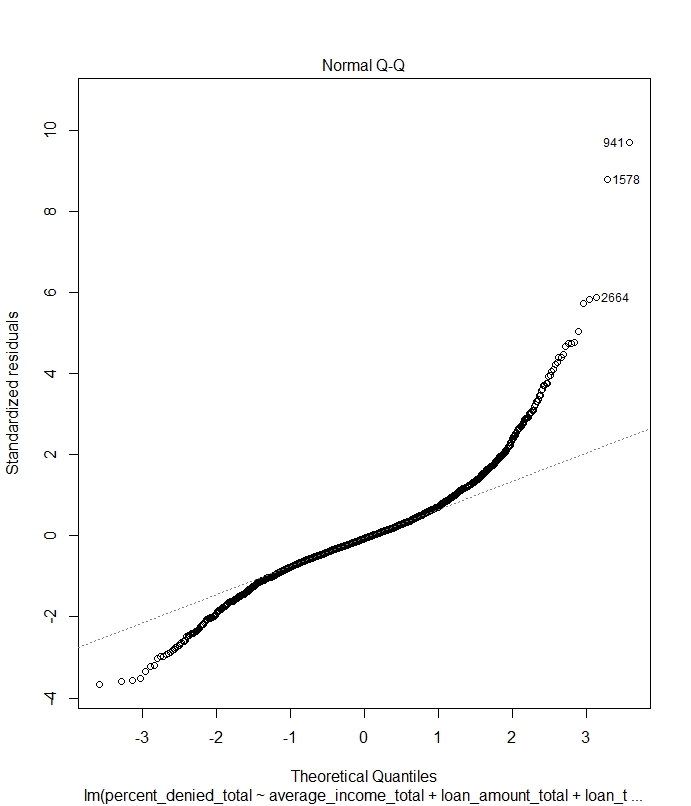 Normal Q-Q
10
941
1578
8
6
2664
4
2
0
-2
-4
Standardized residuals
-3 -2 -1 0 1 2 3
Theoretical Quantiles
lm(percent_denied_total ~ average_income_total + loan_amount_total + loan_t ...